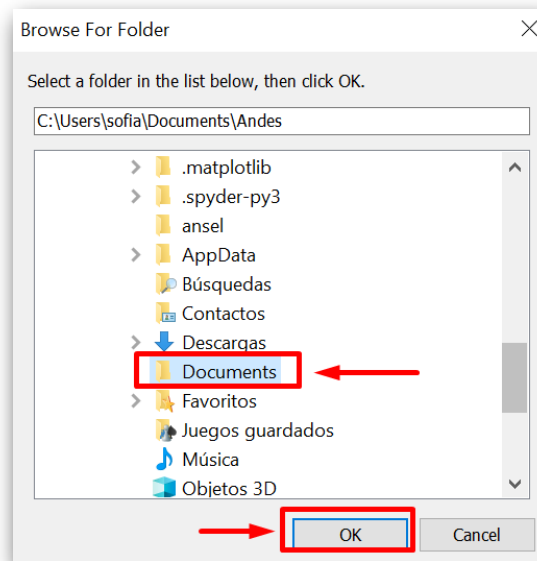 Browse For Folder
Select a folder in the list below, then click OK.
C:\Users\sofia\Documents\Andes
.matplotlib
.spyder-py3
ansel
AppData
Búsquedas
Contactos
Descargas
Documents
Favoritos
Juegos guardados
Música
Objetos 3D
OK
Cancel